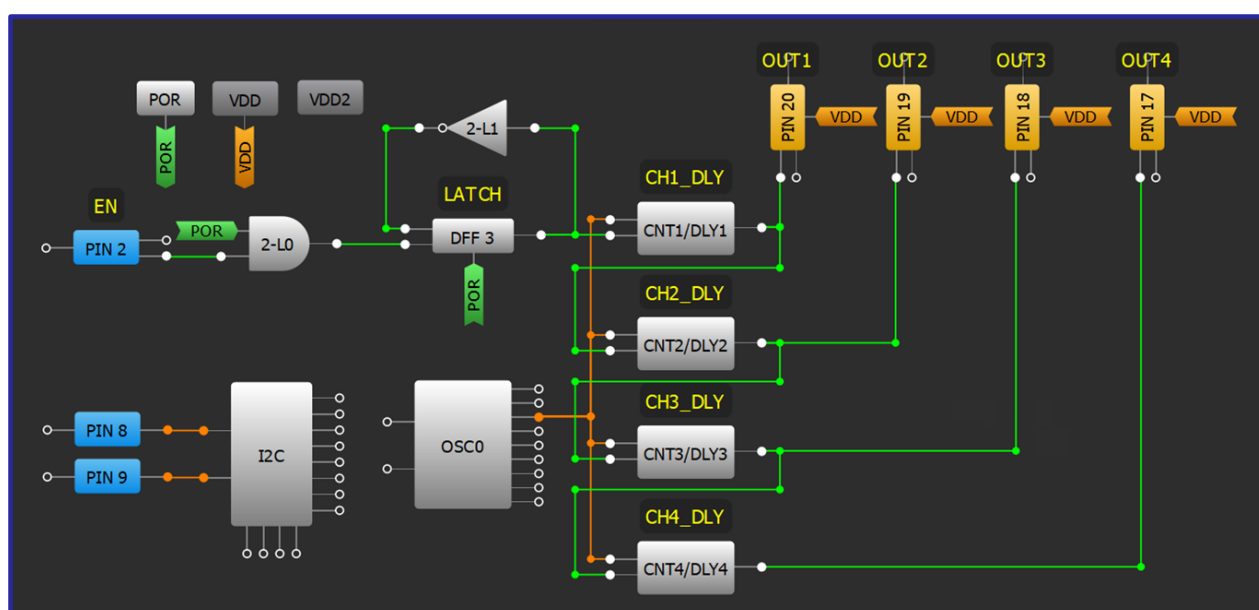 OUT1
OUT2
OUT3
OUT4
POR
VDD
VDD2
PIN 20
VDD
PIN 19
VDD
PIN 18
VDD
PIN 17
VDD
POR
VDD
2-L1
EN
LATCH
CH1_DLY
PIN 2
POR
2-L0
DFF 3
CNT1/DLY1
POR
CH2_DLY
CNT2/DLY2
CH3_DLY
PIN 8
I2C
OSC0
CNT3/DLY3
PIN 9
CH4_DLY
CNT4/DLY4